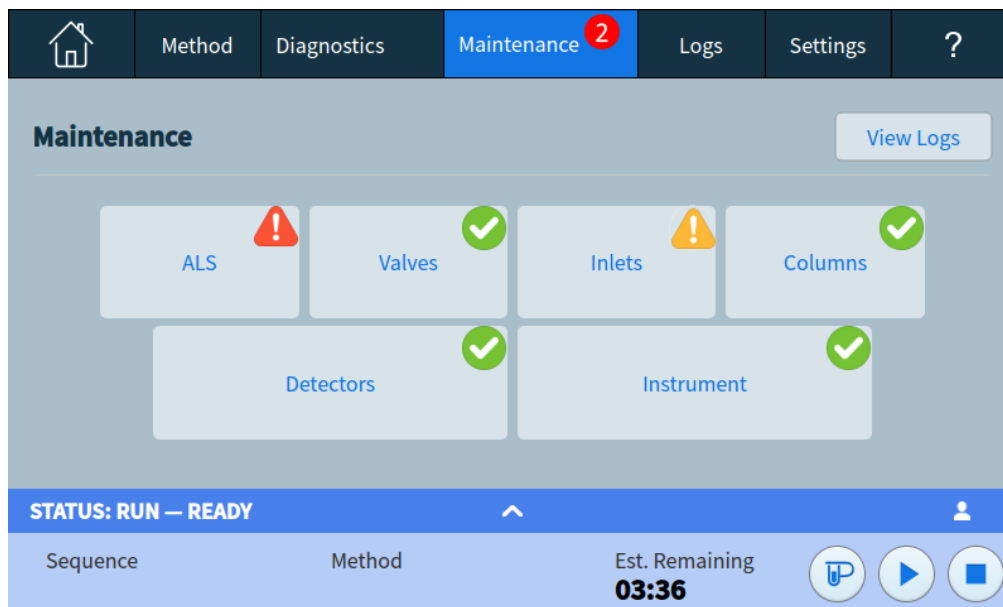 Method Diagnostics Maintenance 2 Logs Settings ?
Maintenance View Logs
ALS Valves Inlets Columns
Detectors Instrument
STATUS: RUN — READY
Sequence Method Est. Remaining
03:36